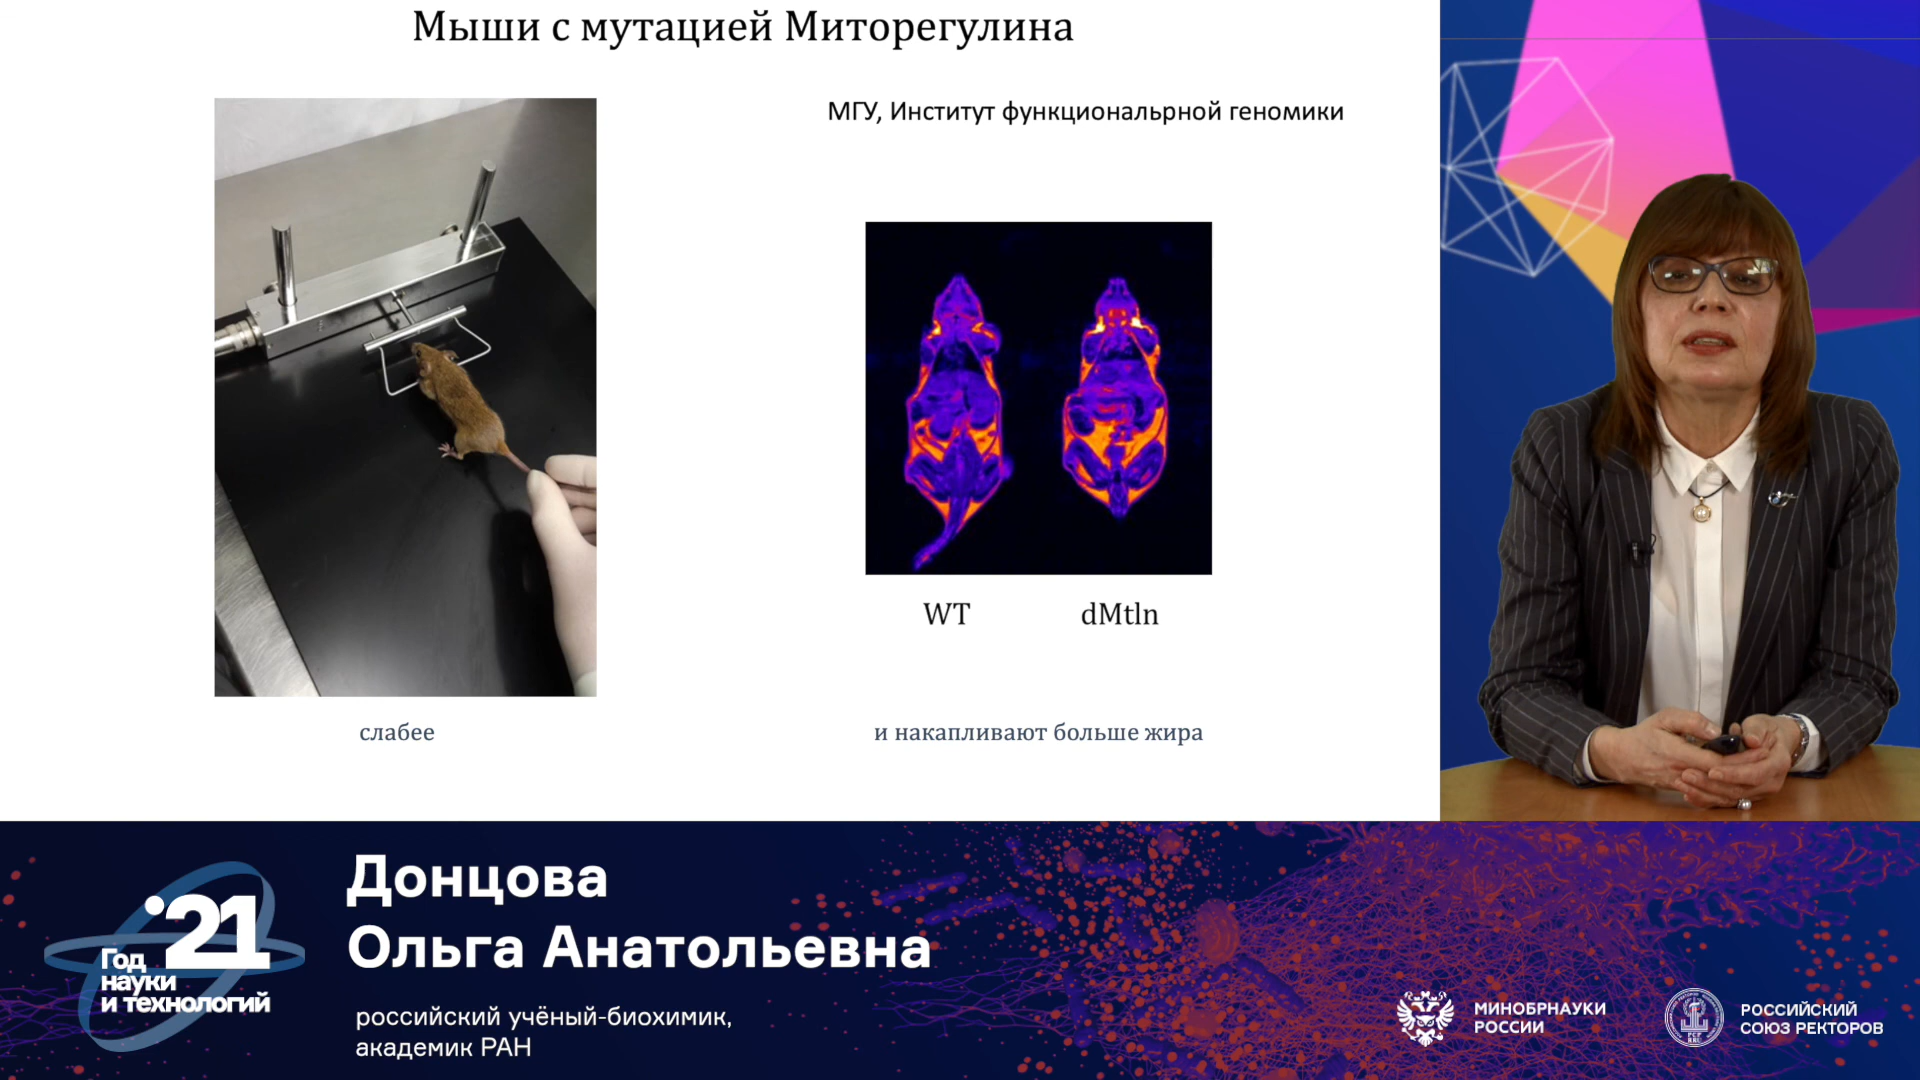 Мыши с мутацией Миторегулина
МГУ, Институт функциональрной геномики
WT
dMtln
слабее
и накапливают больше жира
Донцова
Ольга Анатольевна
российский учёный-биохимик,
академик РАН
'21
Год
науки
и технологий
МИНОБРНАУКИ
РОССИИ
РОССИЙСКИЙ
СОЮЗ РЕКТОРОВ